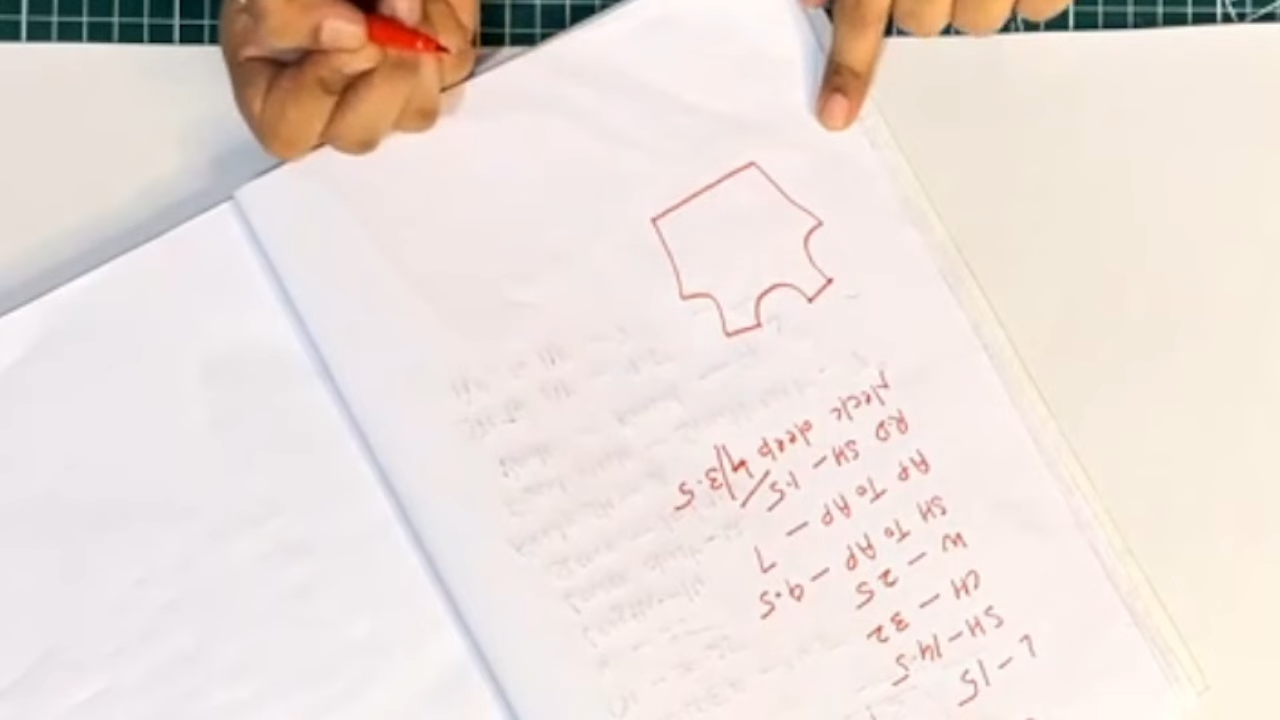 L - 15
SH - 14.5
CH - 32
W - 25
SH To AP - 9.5
AP To AP - 7
RD SH - 1.5
Neck deep 4/3.5